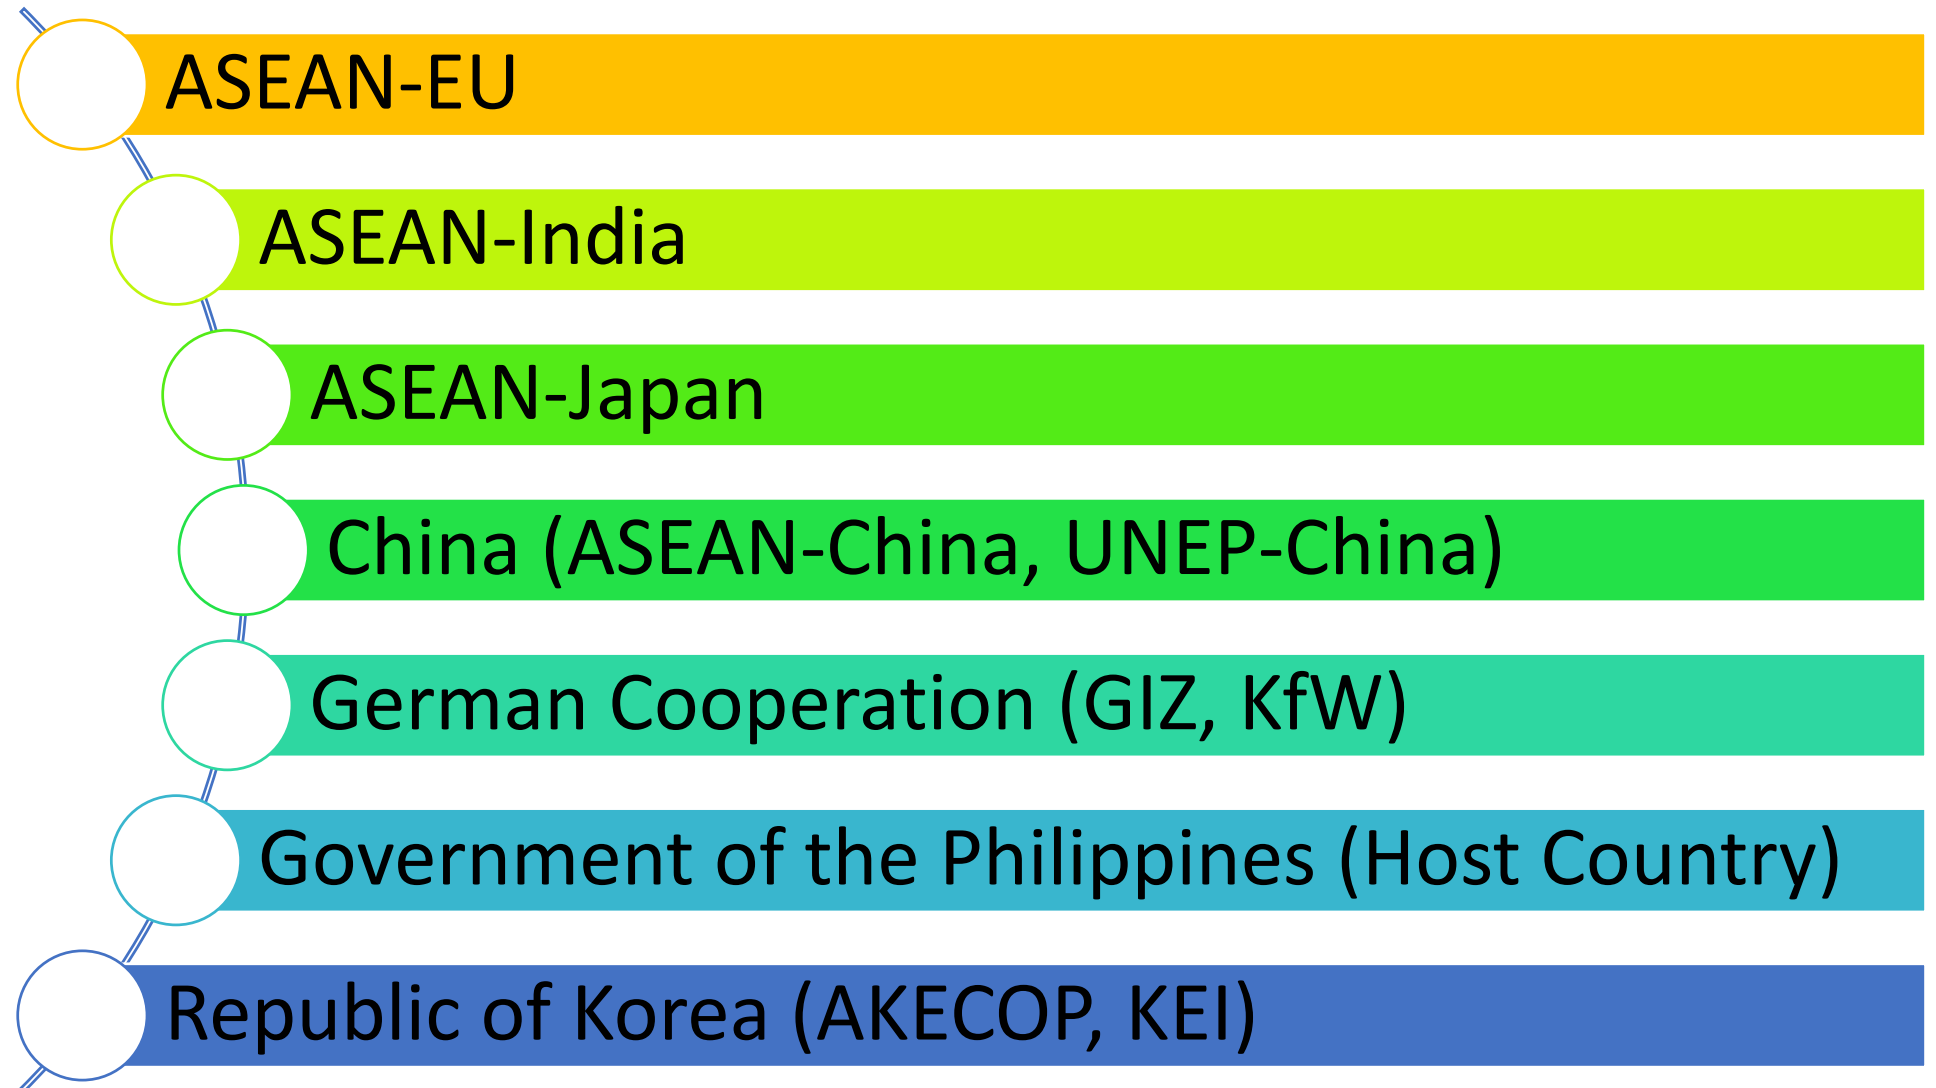 ASEAN-EU
ASEAN-India
ASEAN-Japan
China (ASEAN-China, UNEP-China)
German Cooperation (GIZ, KfW)
Government of the Philippines (Host Country)
Republic of Korea (AKECOP, KEI)